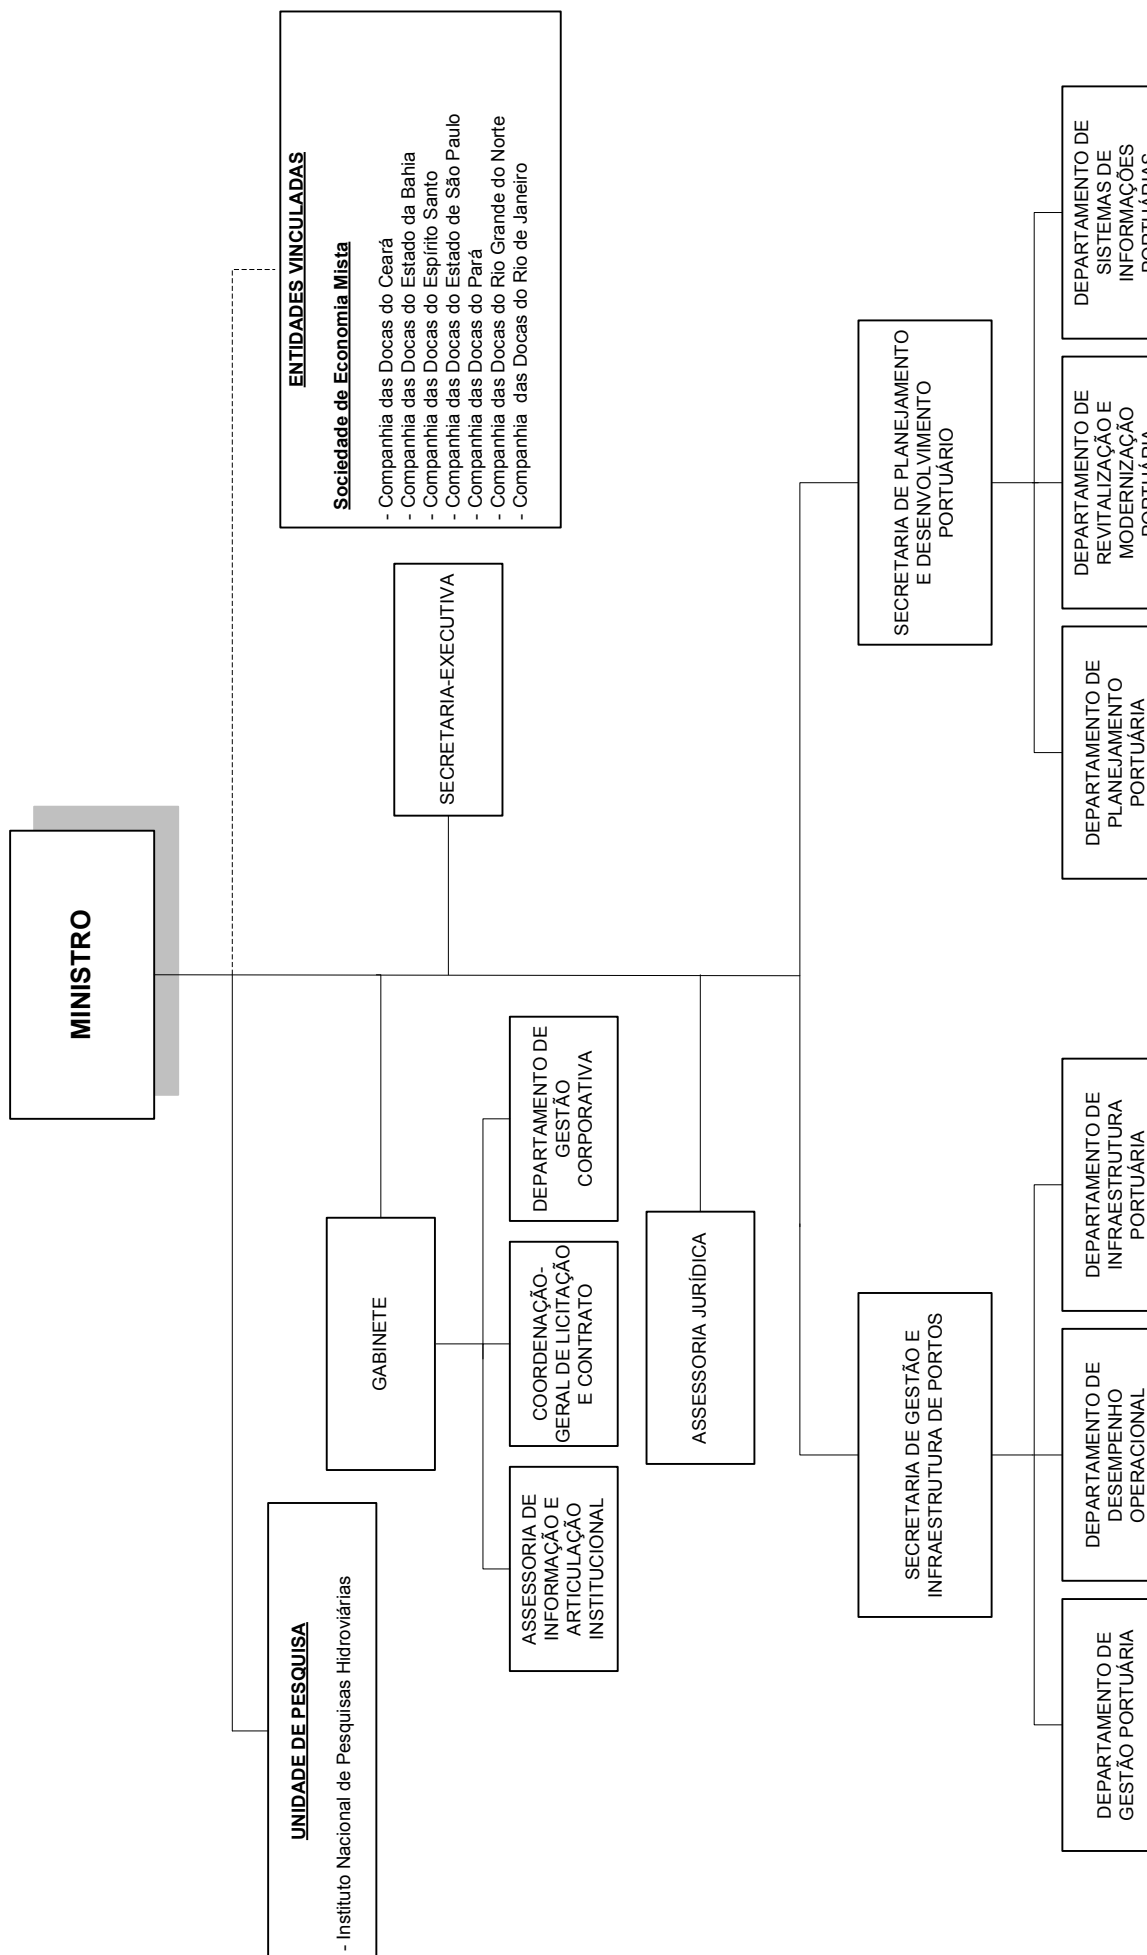 MINISTRO
UNIDADE DE PESQUISA
- Instituto Nacional de Pesquisas Hidroviárias
ENTIDADES VINCULADAS
Sociedade de Economia Mista
- Companhia das Docas do Ceará
- Companhia das Docas do Estado da Bahia
- Companhia das Docas do Espírito Santo
- Companhia das Docas do Estado de São Paulo
- Companhia das Docas do Pará
- Companhia das Docas do Rio Grande do Norte
- Companhia  das Docas do Rio de Janeiro
GABINETE
SECRETARIA-EXECUTIVA
ASSESSORIA DE
INFORMAÇÃO E
ARTICULAÇÃO
INSTITUCIONAL
COORDENAÇÃO-
GERAL DE LICITAÇÃO
E CONTRATO
DEPARTAMENTO DE
GESTÃO
CORPORATIVA
ASSESSORIA JURÍDICA
SECRETARIA DE GESTÃO E
INFRAESTRUTURA DE PORTOS
SECRETARIA DE PLANEJAMENTO
E DESENVOLVIMENTO
PORTUÁRIO
DEPARTAMENTO DE
GESTÃO PORTUÁRIA
DEPARTAMENTO DE
DESEMPENHO
OPERACIONAL
DEPARTAMENTO DE
INFRAESTRUTURA
PORTUÁRIA
DEPARTAMENTO DE
PLANEJAMENTO
PORTUÁRIA
DEPARTAMENTO DE
REVITALIZAÇÃO E
MODERNIZAÇÃO
PORTUÁRIA
DEPARTAMENTO DE
SISTEMAS DE
INFORMAÇÕES
PORTUÁRIAS